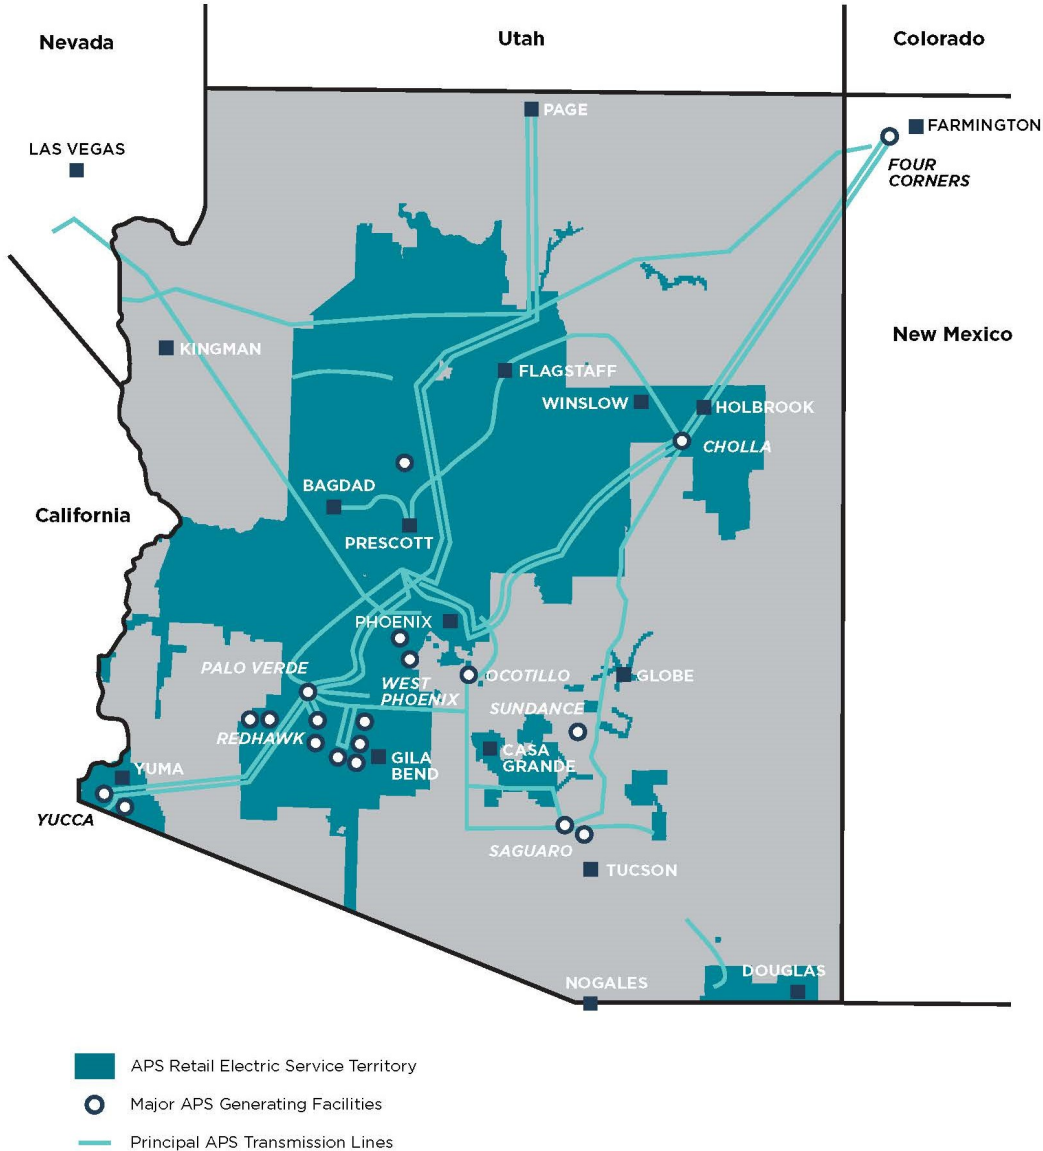 Nevada
Utah
Colorado
PAGE
FARMINGTON
LAS VEGAS
FOUR
CORNERS
New Mexico
KINGMAN
FLAGSTAFF
WINSLOW
HOLBROOK
CHOLLA
BAGDAD
California
PRESCOTT
PHOENIX
PALO VERDE
WEST
PHOENIX
OCOTILLO
GLOBE
SUNDANCE
REDHAWK
GILA
BEND
CASA
GRANDE
YUMA
YUCCA
SAGUARO
TUCSON
DOUGLAS
NOGALES
APS Retail Electric Service Territory
Major APS Generating Facilities
Principal APS Transmission Lines